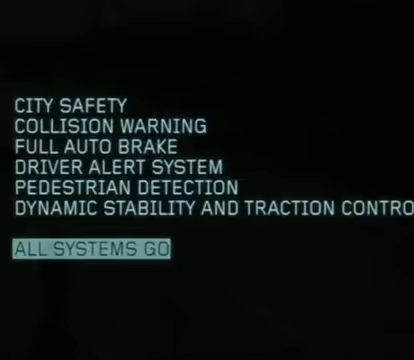 CITY SAFETY
COLLISION WARNING
FULL AUTO BRAKE
DRIVER ALERT SYSTEM
PEDESTRIAN DETECTION
DYNAMIC STABILITY AND TRACTION CONTRO
ALL SYSTEMS GO